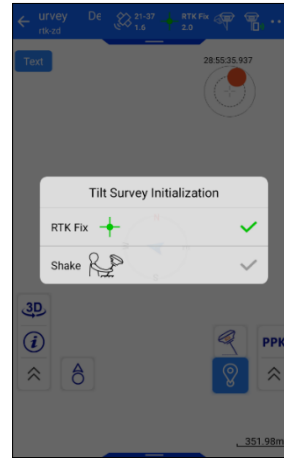 urvey De 21-37 RTK Fix
rtk-zd 1.6 2.0
Text
28:55:35.937
Tilt Survey Initialization
RTK Fix
Shake
3D
PPK
351.98m